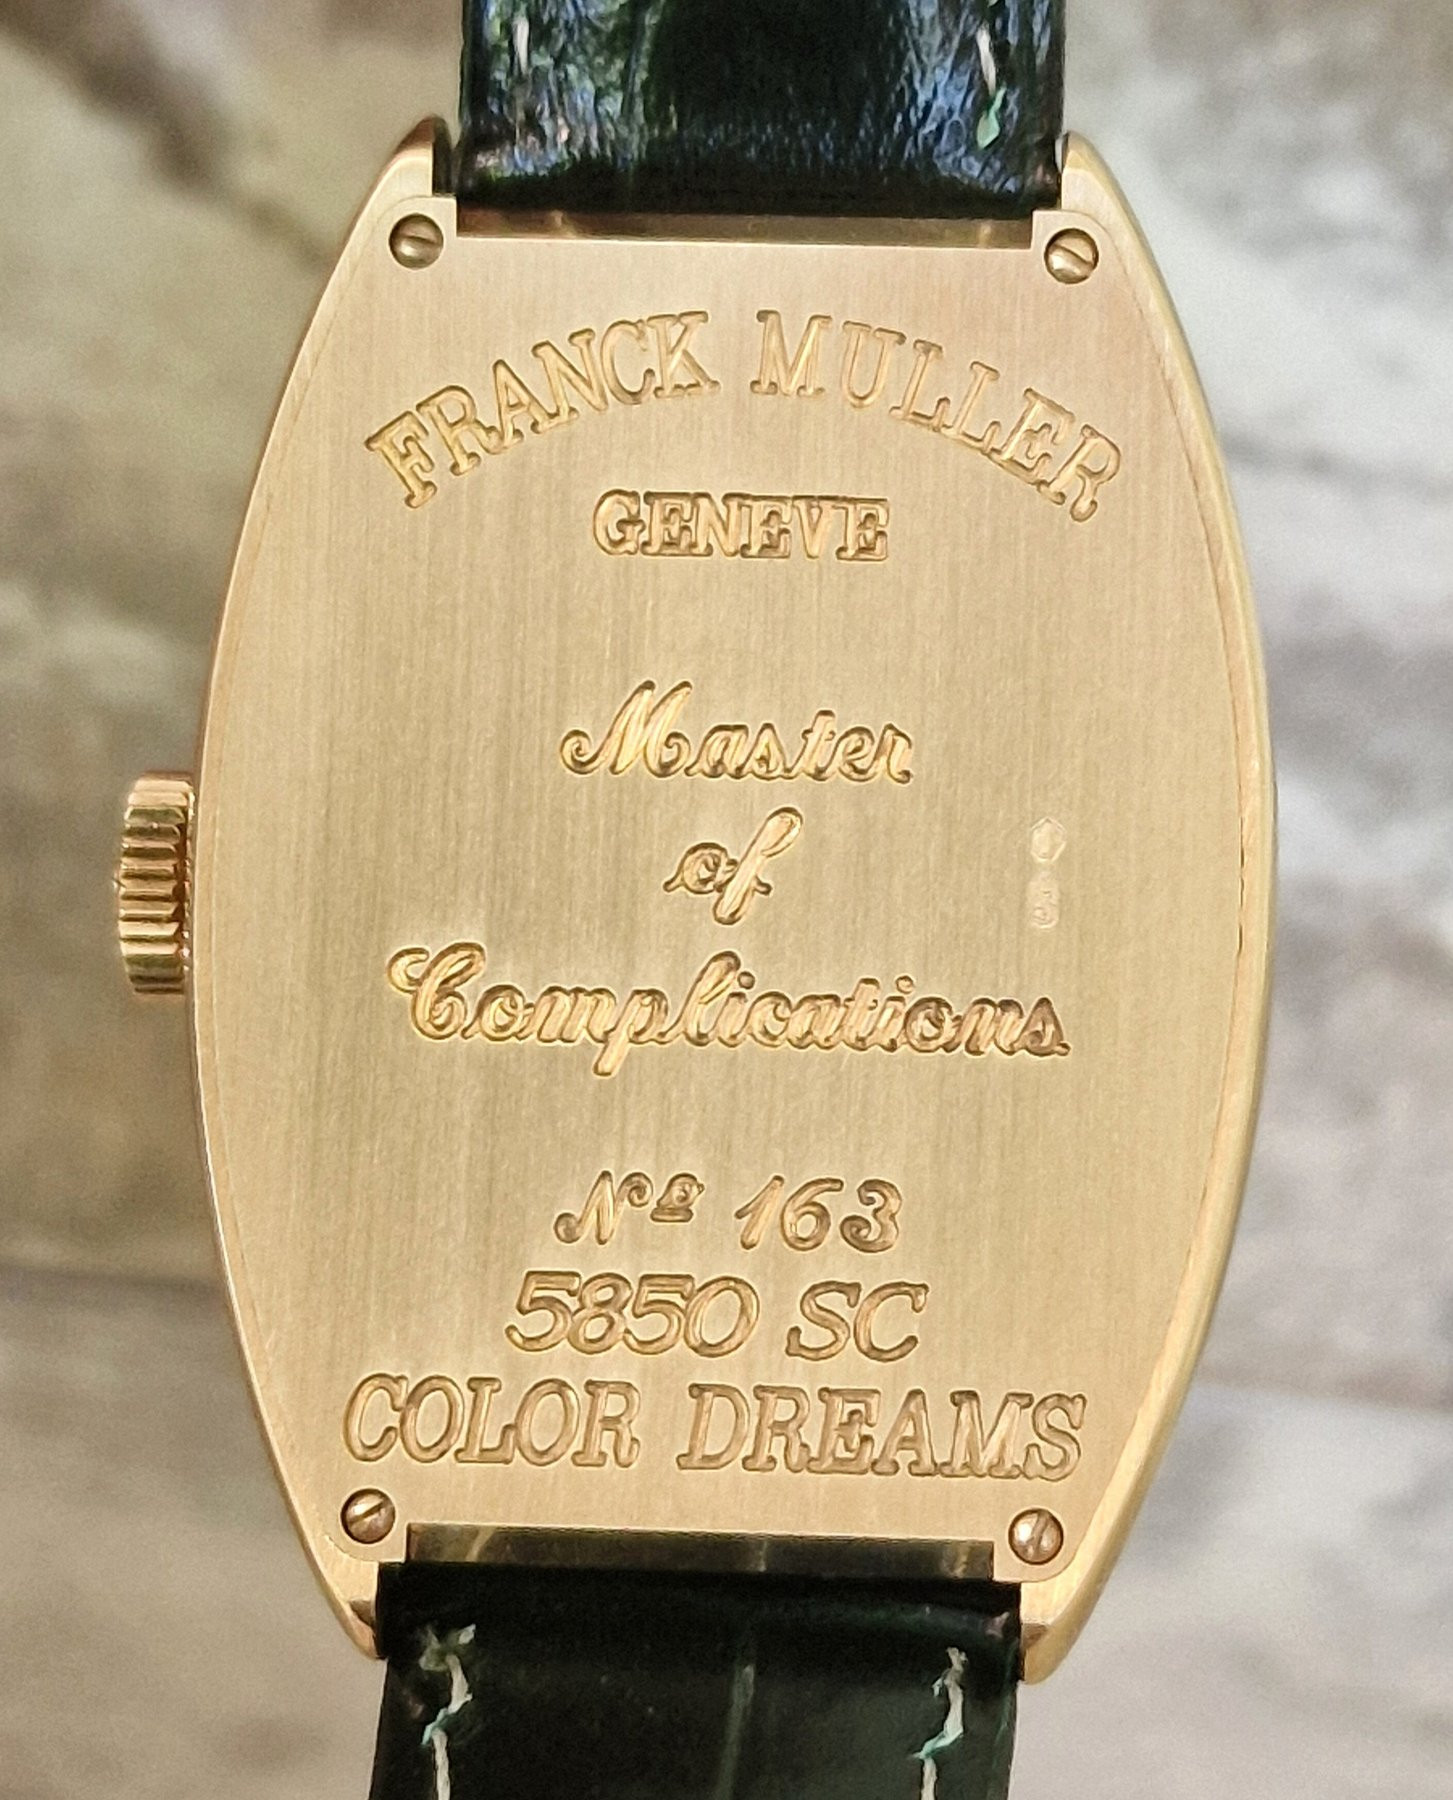 FRANCK MULLER
GENEVE
Master
of
Complications
Nº 163
5850 SC
COLOR DREAMS